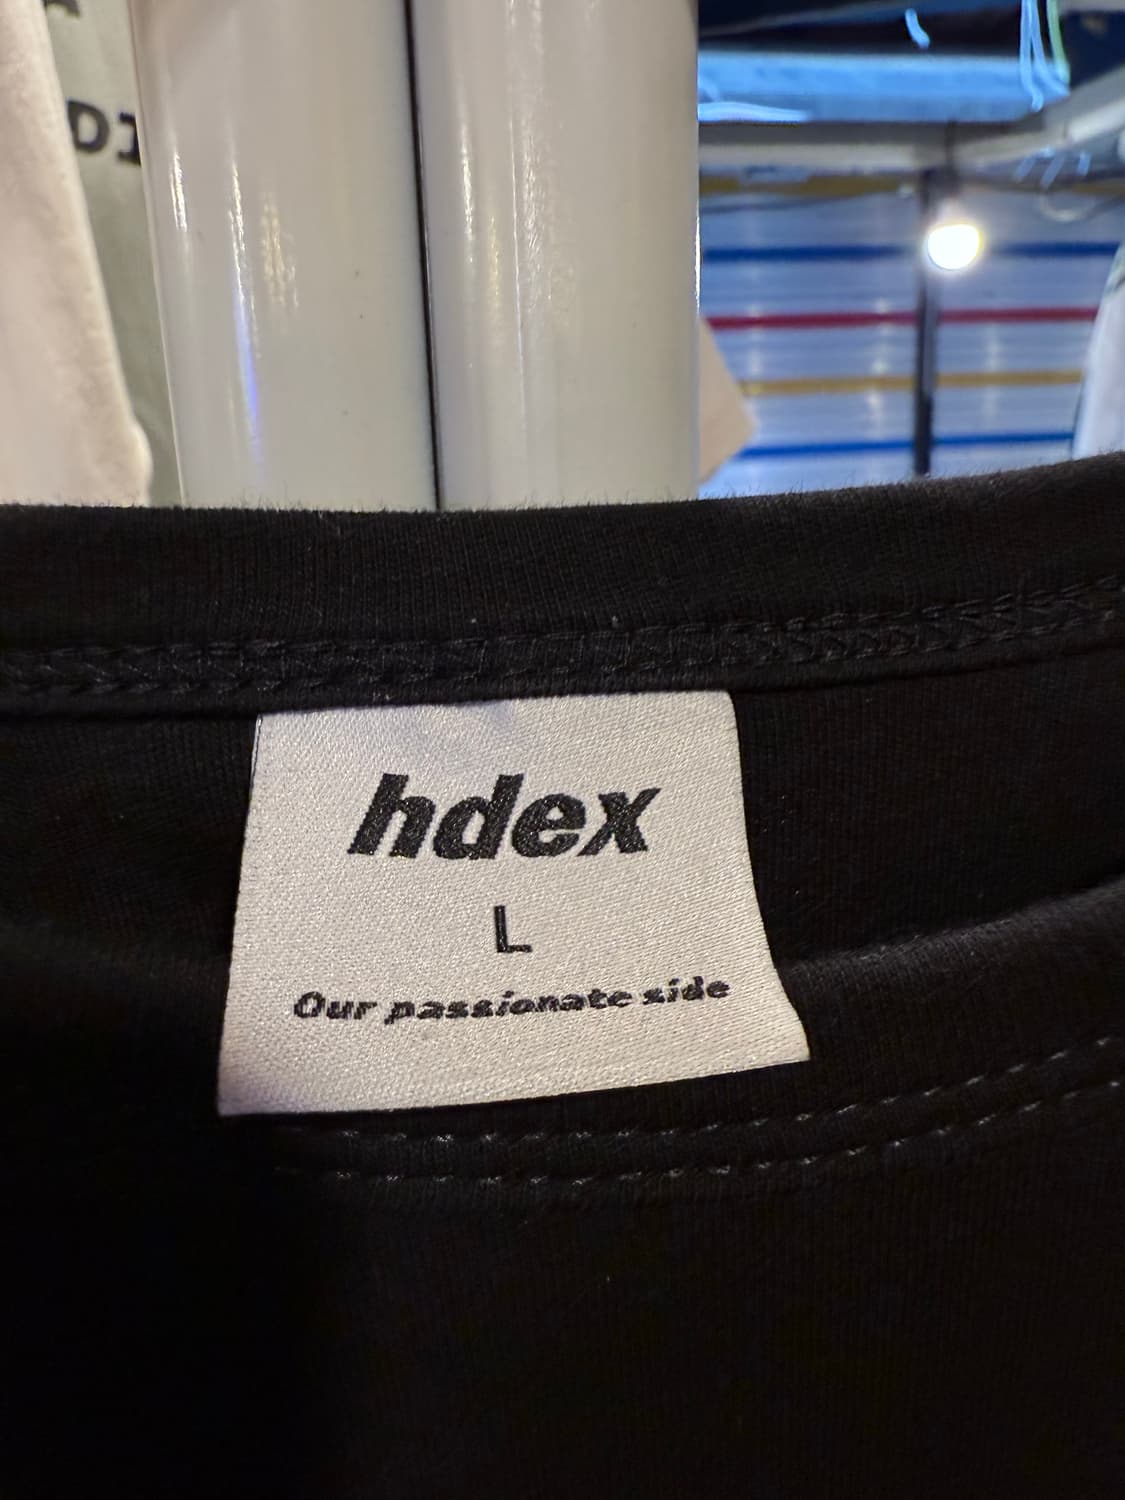 hdex
L
Our passionate side